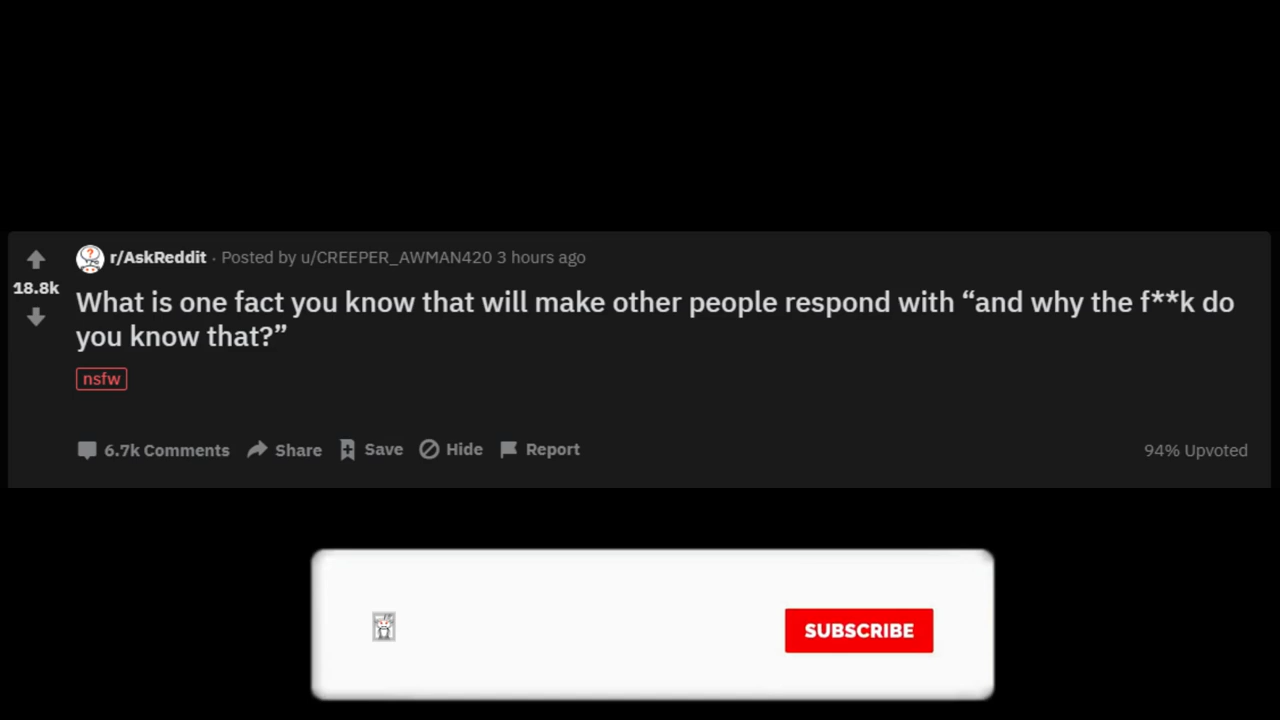 r/AskReddit · Posted by u/CREEPER_AWMAN420 3 hours ago
18.8k
What is one fact you know that will make other people respond with “and why the f**k do
you know that?”
nsfw
6.7k Comments Share Save Hide Report 94% Upvoted
SUBSCRIBE